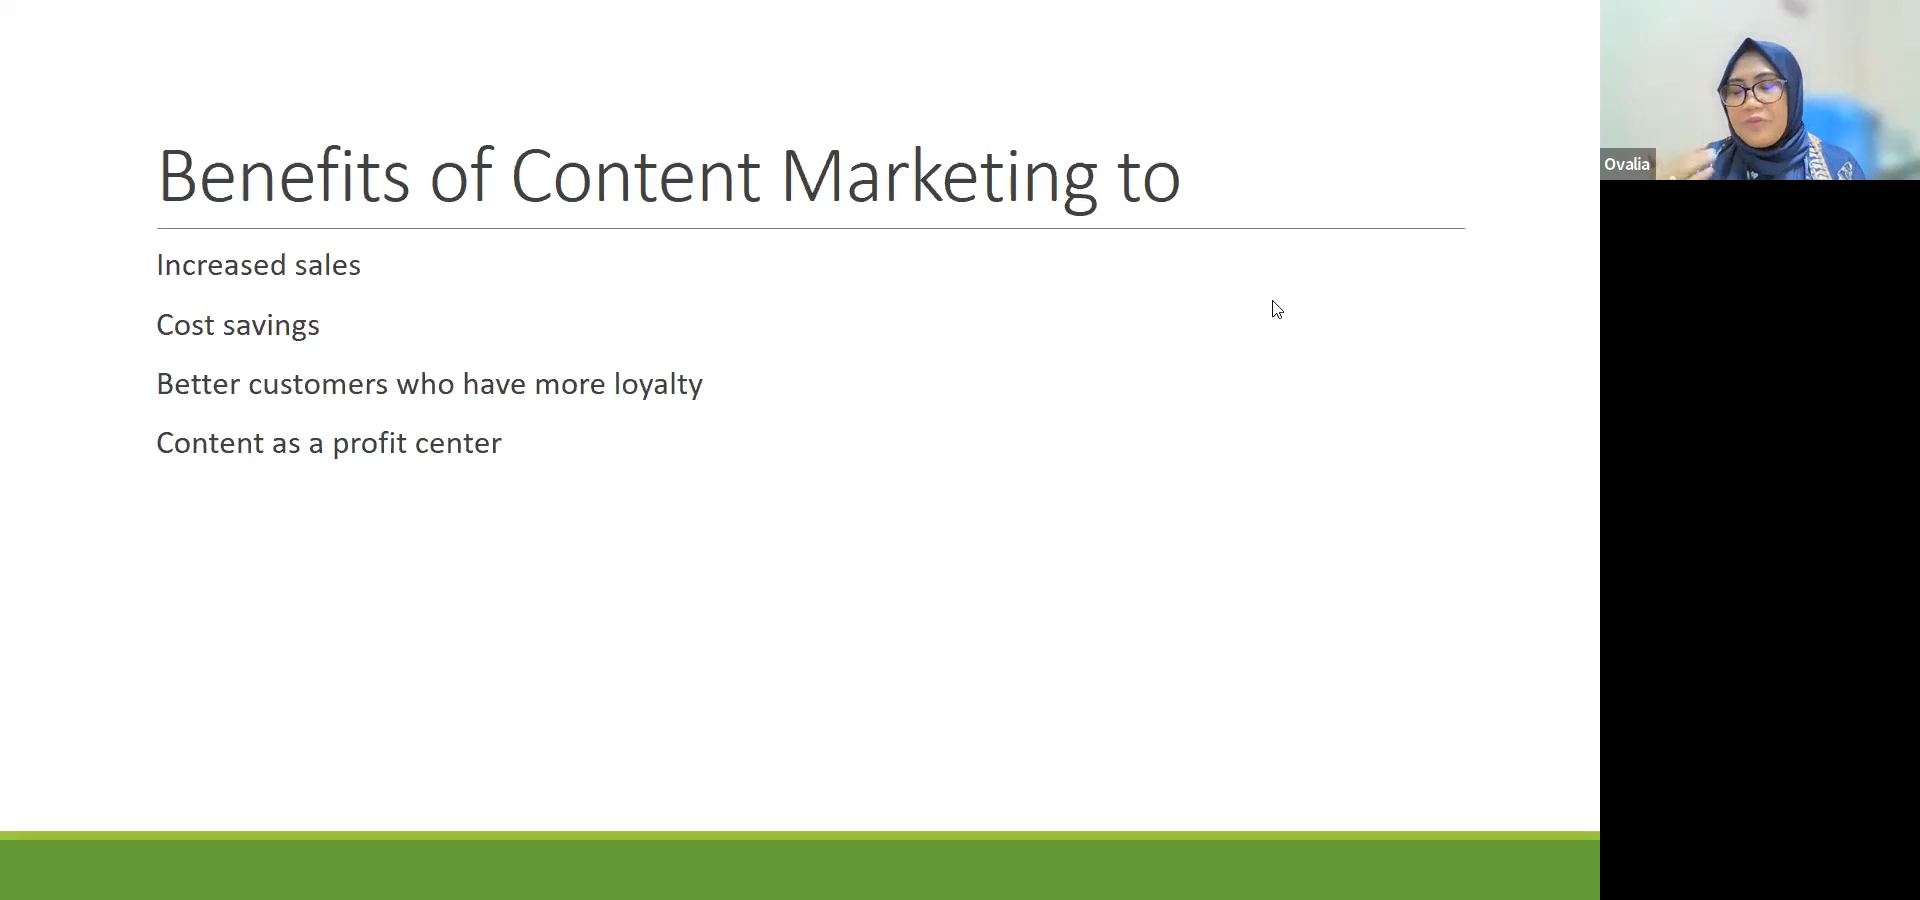 Benefits of Content Marketing to
Increased sales
Cost savings
Better customers who have more loyalty
Content as a profit center
Ovalia